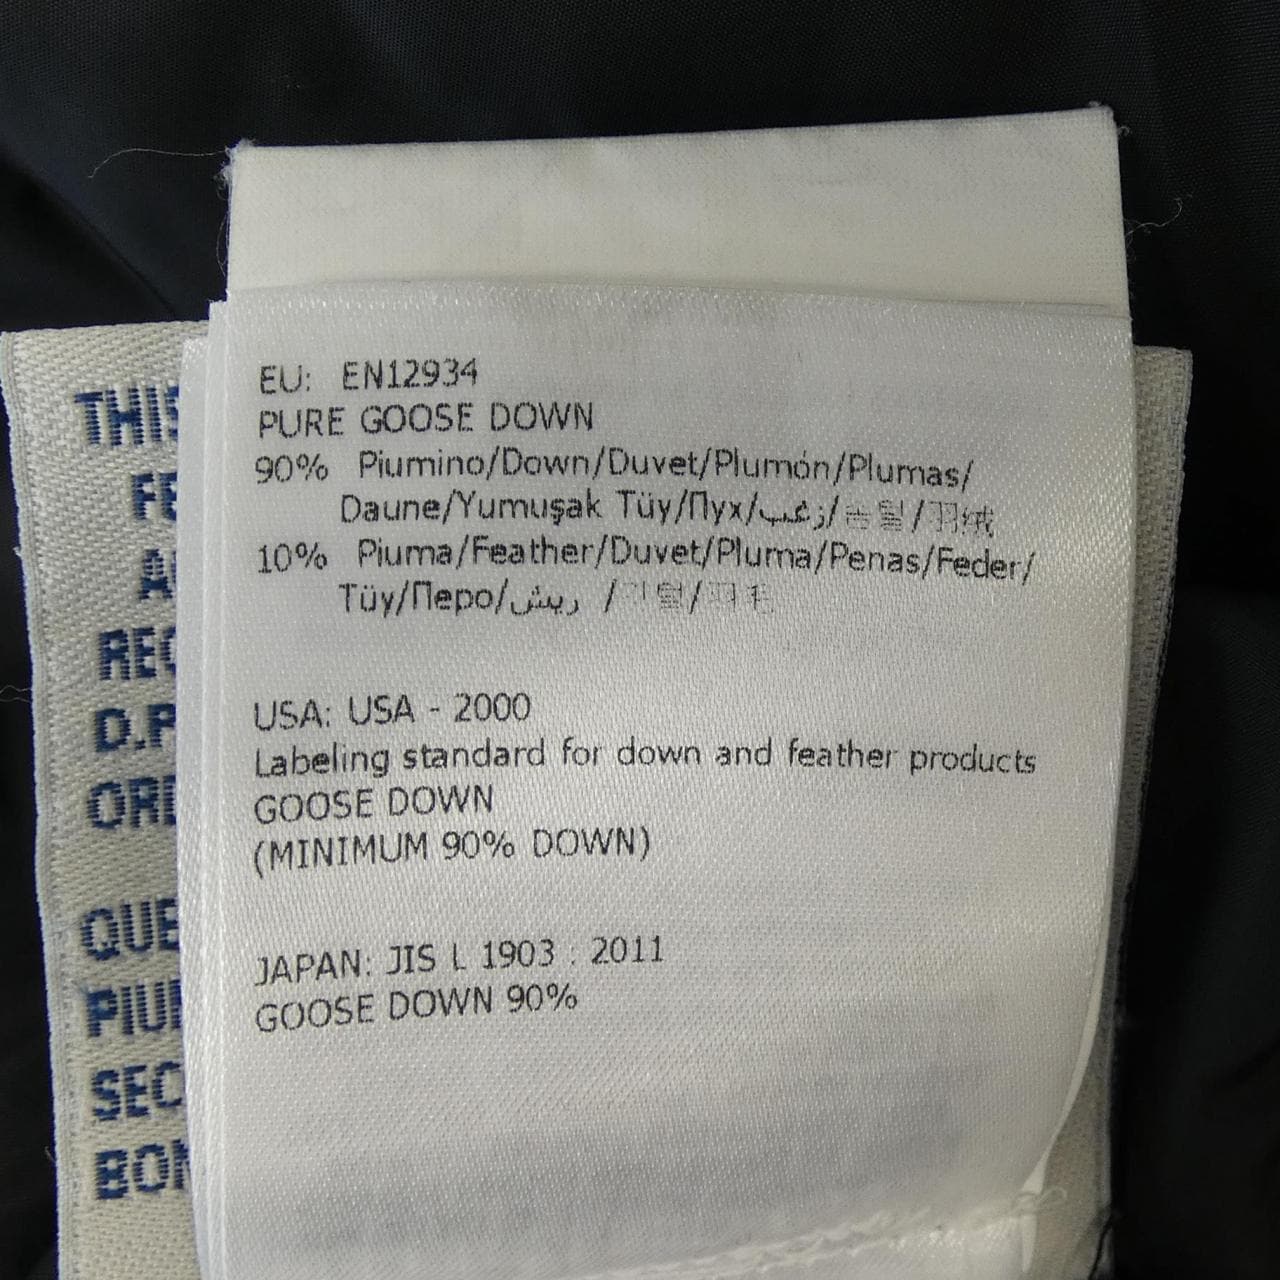 EU: EN12934
PURE GOOSE DOWN
90% Piumino/Down/Duvet/Plumón/Plumas/
Daune/Yumuşak Tüy/Пух/زغب/솜털/羽绒
10% Piuma/Feather/Duvet/Pluma/Penas/Feder/
Tüy/Перо/ريش /깃털/羽毛
USA: USA - 2000
Labeling standard for down and feather products
GOOSE DOWN
(MINIMUM 90% DOWN)
JAPAN: JIS L 1903 : 2011
GOOSE DOWN 90%
THIS
FE
REC
D.P
ORD
QUE
PIUM
SEC
BON